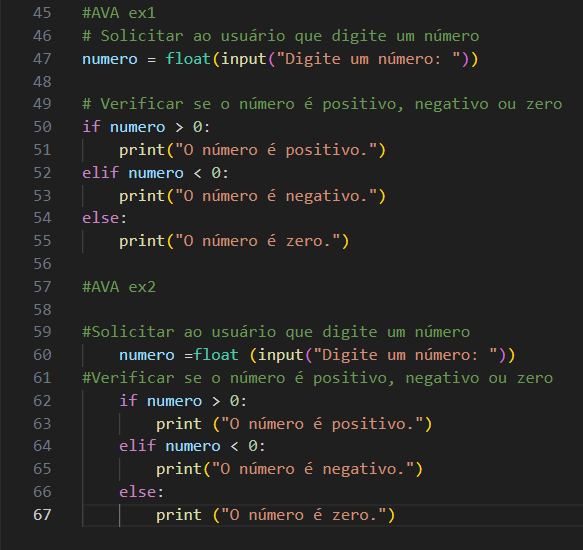 45 #AVA ex1
46 # Solicitar ao usuário que digite um número
47 numero = float(input("Digite um número: "))
48
49 # Verificar se o número é positivo, negativo ou zero
50 if numero > 0:
51     print("O número é positivo.")
52 elif numero < 0:
53     print("O número é negativo.")
54 else:
55     print("O número é zero.")
56
57 #AVA ex2
58
59 #Solicitar ao usuário que digite um número
60     numero =float (input("Digite um número: "))
61 #Verificar se o número é positivo, negativo ou zero
62     if numero > 0:
63         print ("O número é positivo.")
64     elif numero < 0:
65         print("O número é negativo.")
66     else:
67         print ("O número é zero.")